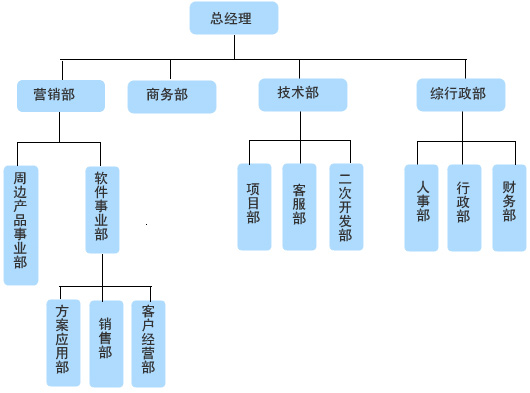 总经理
营销部
商务部
技术部
综行政部
周边产品事业部
软件事业部
项目部
客服部
二次开发部
人事部
行政部
财务部
方案应用部
销售部
客户经营部